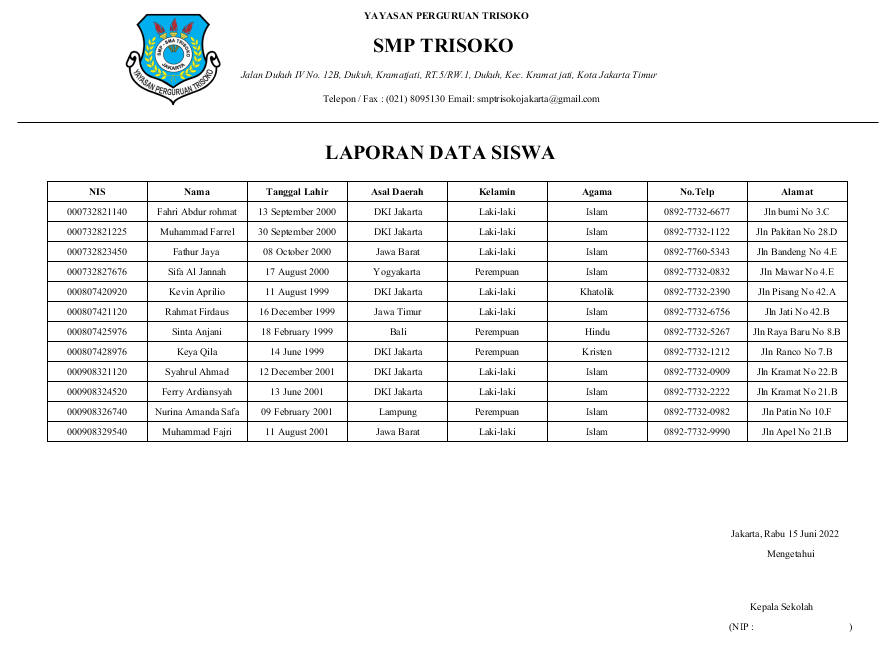 SMP - SMA TRISOKO
JAKARTA
YAYASAN PERGURUAN TRISOKO
YAYASAN PERGURUAN TRISOKO
SMP TRISOKO
Jalan Dukuh IV No. 12B, Dukuh, Kramatjati, RT.5/RW.1, Dukuh, Kec. Kramat jati, Kota Jakarta Timur
Telepon / Fax : (021) 8095130 Email: smptrisokojakarta@gmail.com
LAPORAN DATA SISWA
NIS Nama Tanggal Lahir Asal Daerah Kelamin Agama No.Telp Alamat
000732821140 Fahri Abdur rohmat 13 September 2000 DKI Jakarta Laki-laki Islam 0892-7732-6677 Jln bumi No 3.C
000732821225 Muhammad Farrel 30 September 2000 DKI Jakarta Laki-laki Islam 0892-7732-1122 Jln Pakitan No 28.D
000732823450 Fathur Jaya 08 October 2000 Jawa Barat Laki-laki Islam 0892-7760-5343 Jln Bandeng No 4.E
000732827676 Sifa Al Jannah 17 August 2000 Yogyakarta Perempuan Islam 0892-7732-0832 Jln Mawar No 4.E
000807420920 Kevin Aprilio 11 August 1999 DKI Jakarta Laki-laki Khatolik 0892-7732-2390 Jln Pisang No 42.A
000807421120 Rahmat Firdaus 16 December 1999 Jawa Timur Laki-laki Islam 0892-7732-6756 Jln Jati No 42.B
000807425976 Sinta Anjani 18 February 1999 Bali Perempuan Hindu 0892-7732-5267 Jln Raya Baru No 8.B
000807428976 Keya Qila 14 June 1999 DKI Jakarta Perempuan Kristen 0892-7732-1212 Jln Ranco No 7.B
000908321120 Syahrul Ahmad 12 December 2001 DKI Jakarta Laki-laki Islam 0892-7732-0909 Jln Kramat No 22.B
000908324520 Ferry Ardiansyah 13 June 2001 DKI Jakarta Laki-laki Islam 0892-7732-2222 Jln Kramat No 21.B
000908326740 Nurina Amanda Safa 09 February 2001 Lampung Perempuan Islam 0892-7732-0982 Jln Patin No 10.F
000908329540 Muhammad Fajri 11 August 2001 Jawa Barat Laki-laki Islam 0892-7732-9990 Jln Apel No 21.B
Jakarta, Rabu 15 Juni 2022
Mengetahui
Kepala Sekolah
(NIP : )